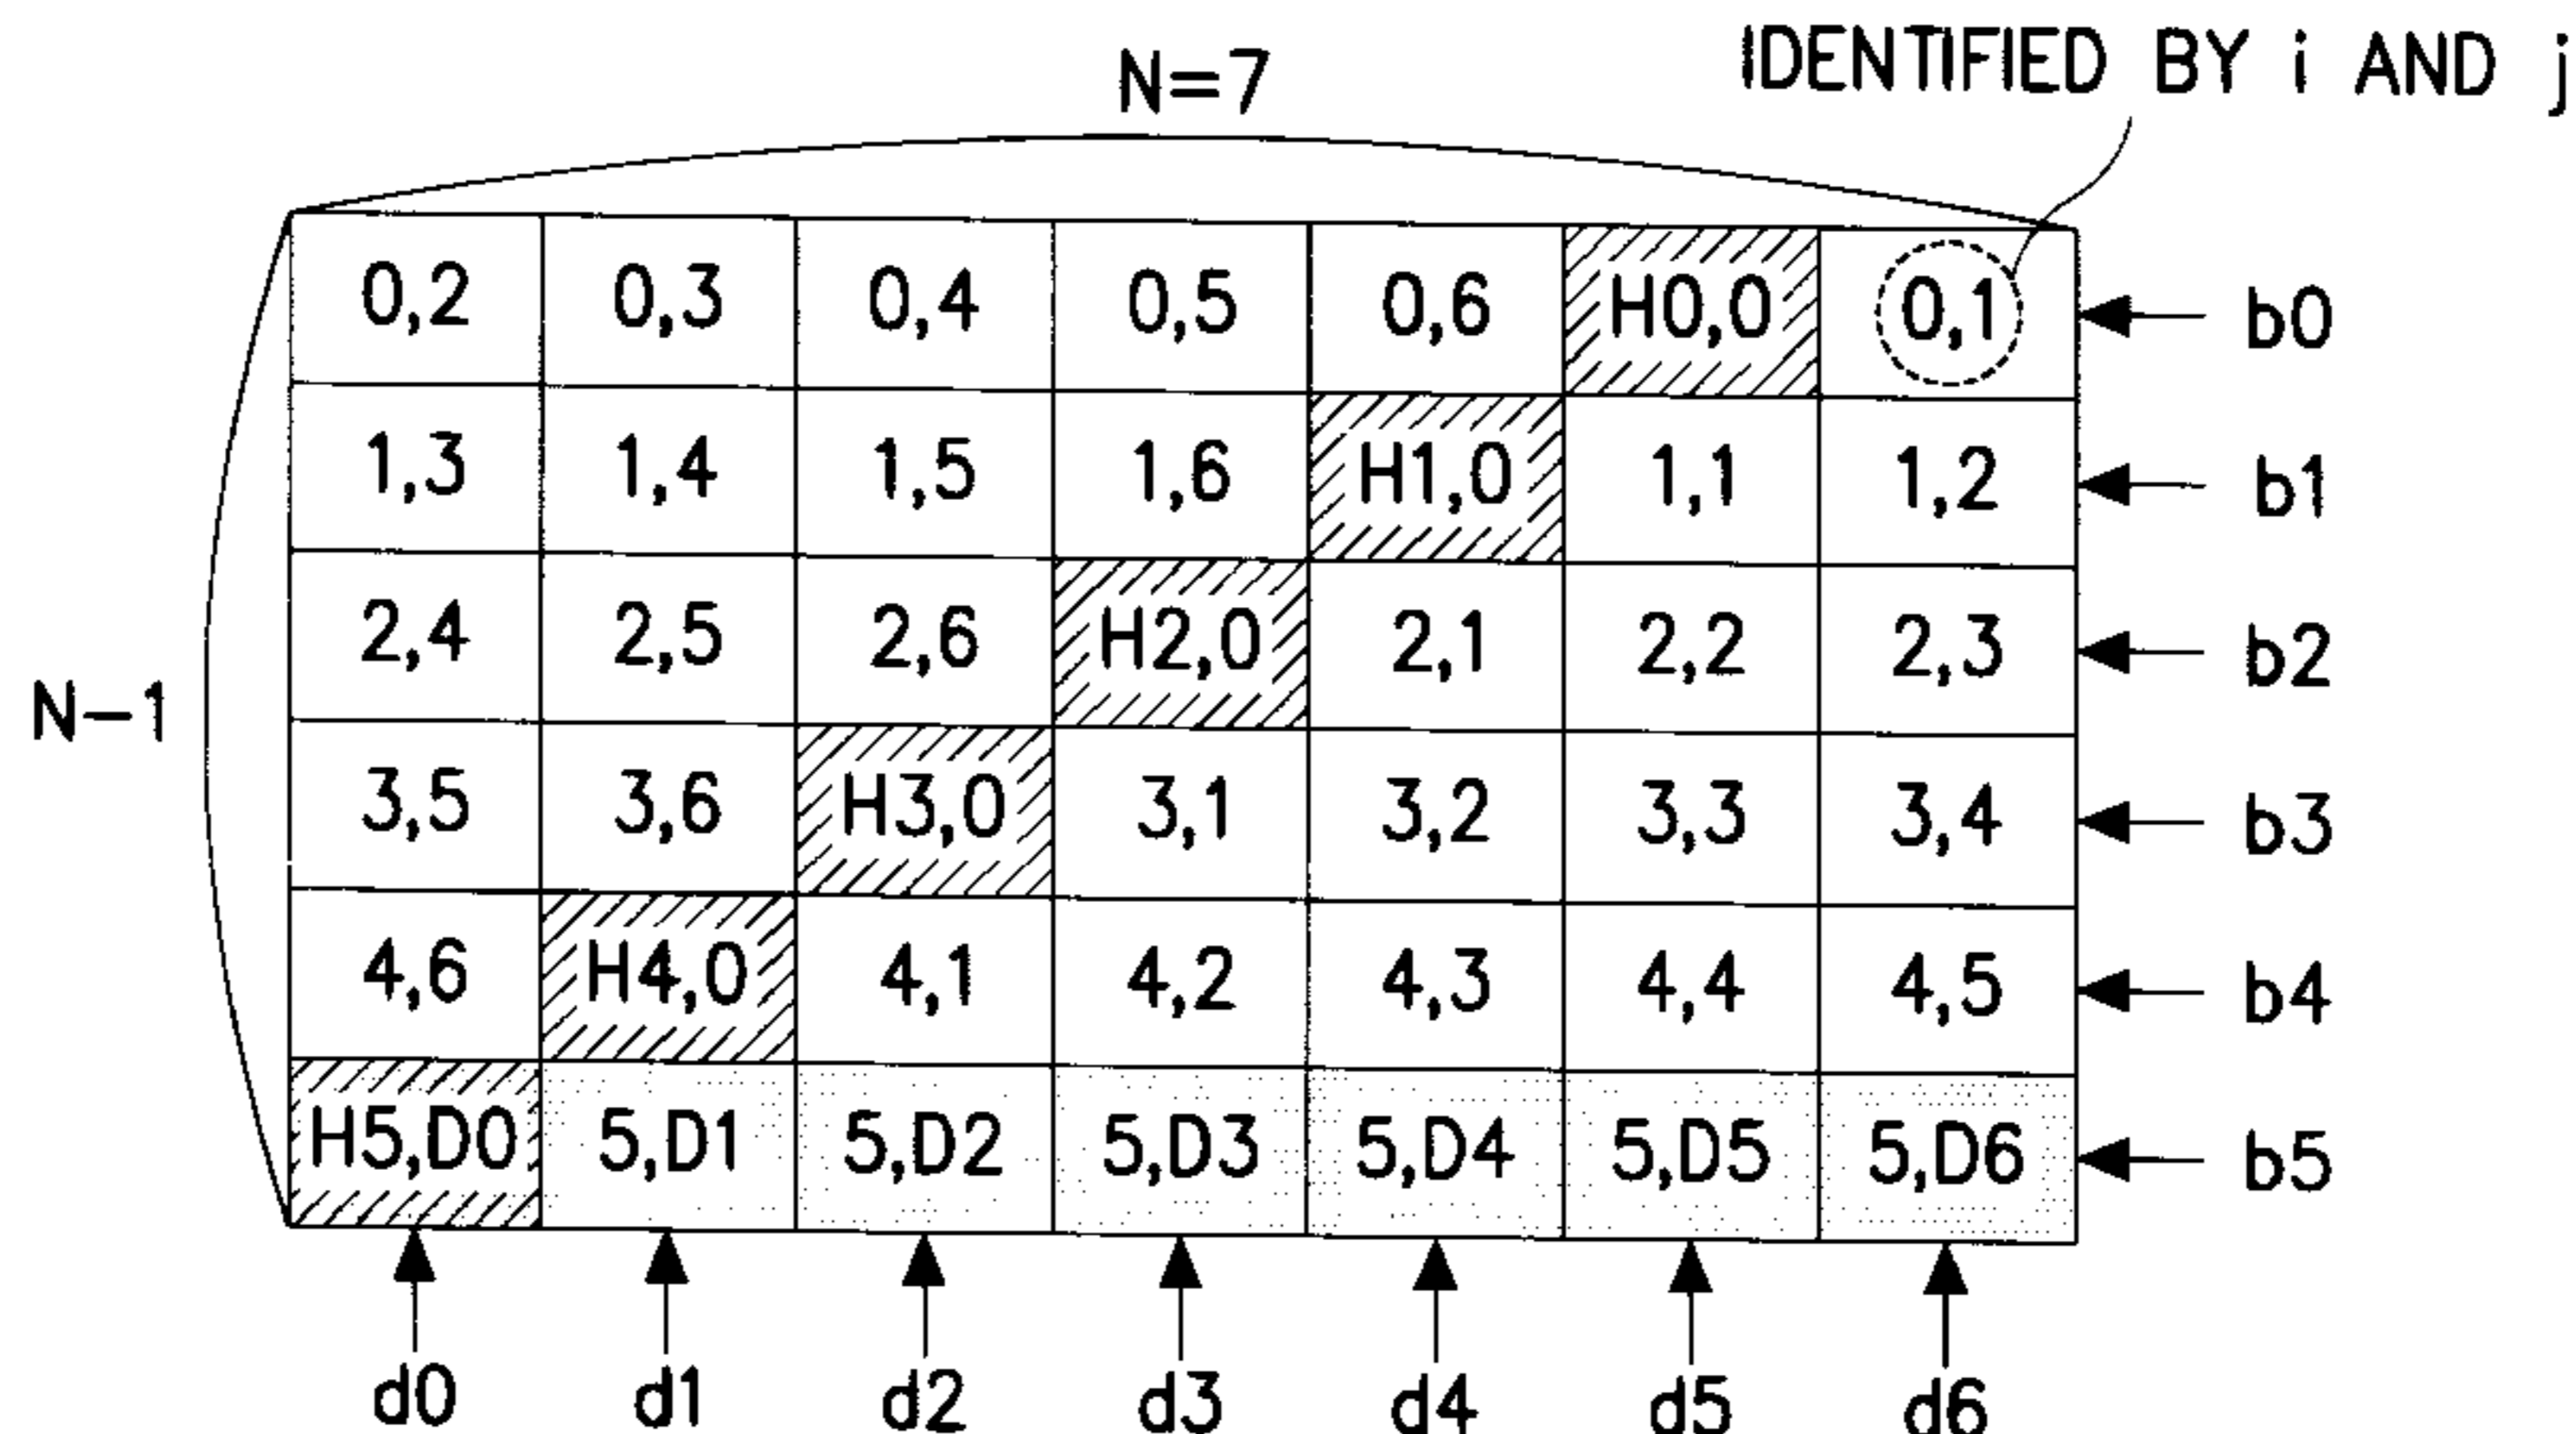 IDENTIFIED BY i AND j
N=7
0,2 0,3 0,4 0,5 0,6 H0,0 0,1 b0
1,3 1,4 1,5 1,6 H1,0 1,1 1,2 b1
2,4 2,5 2,6 H2,0 2,1 2,2 2,3 b2
N-1
3,5 3,6 H3,0 3,1 3,2 3,3 3,4 b3
4,6 H4,0 4,1 4,2 4,3 4,4 4,5 b4
H5,D0 5,D1 5,D2 5,D3 5,D4 5,D5 5,D6 b5
d0 d1 d2 d3 d4 d5 d6